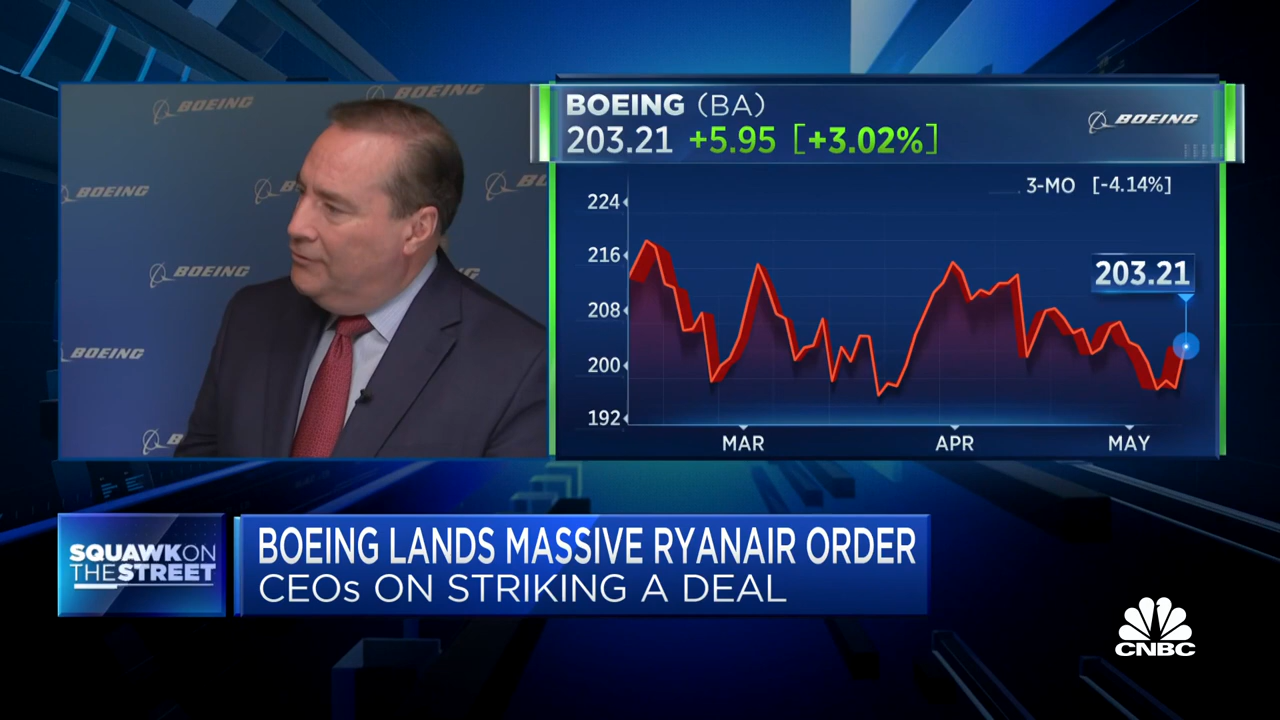 BOEING
BOEING
BOEING
BOEING
BOEING
BOEING (BA)
203.21 +5.95 [+3.02%]
BOEING
3-MO [-4.14%]
224
216
208
200
192
203.21
MAR APR MAY
SQUAWK ON
THE STREET
BOEING LANDS MASSIVE RYANAIR ORDER
CEOs ON STRIKING A DEAL
CNBC